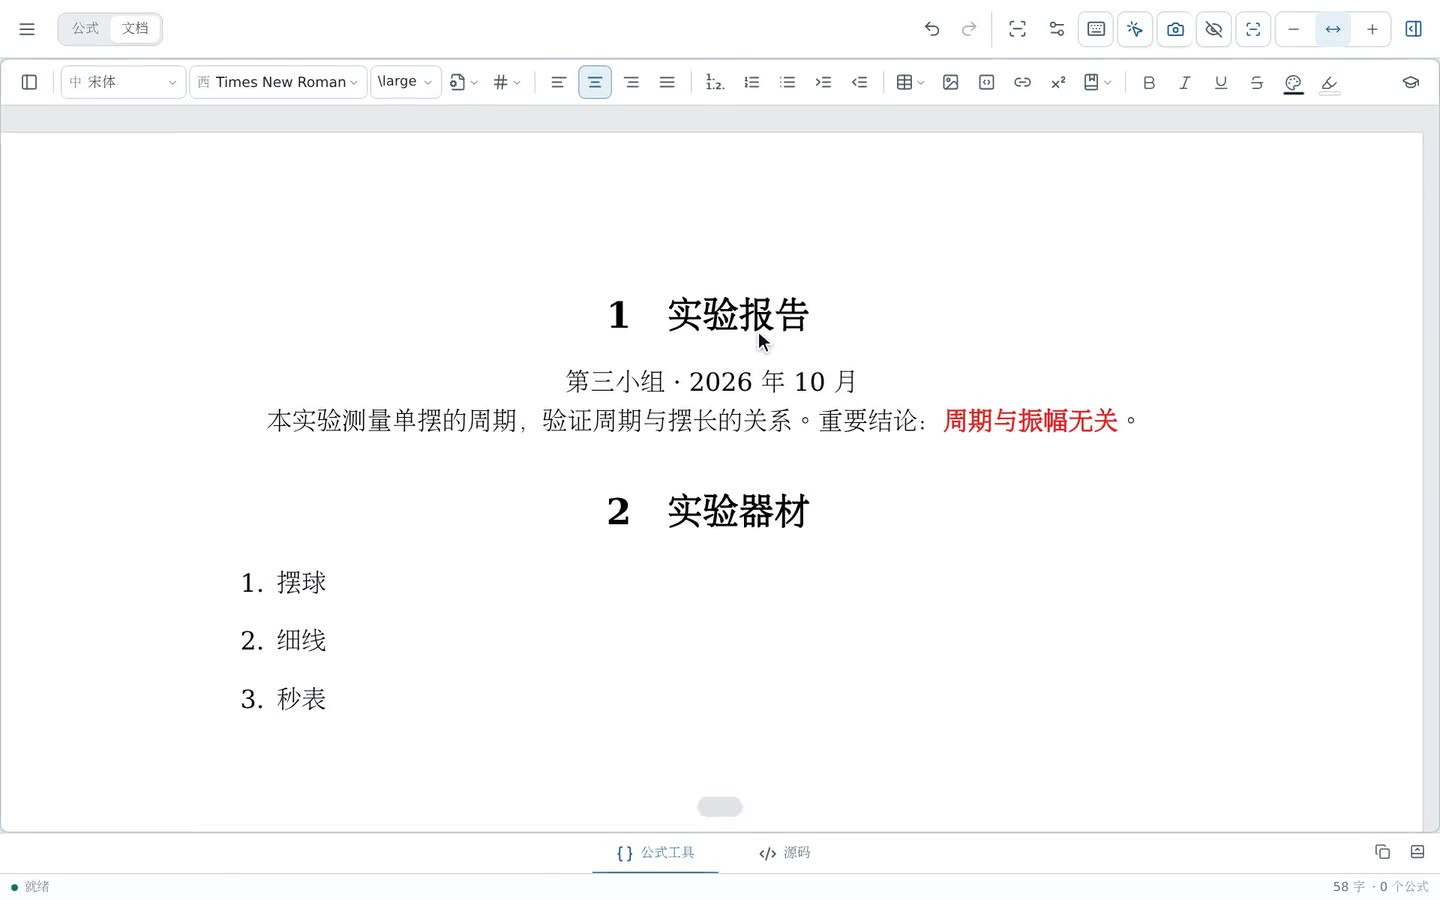 公式 文档
中 宋体 西 Times New Roman \large
1 实验报告
第三小组 · 2026 年 10 月
本实验测量单摆的周期，验证周期与摆长的关系。重要结论：周期与振幅无关。
2 实验器材
1. 摆球
2. 细线
3. 秒表
{} 公式工具 </> 源码
就绪 58 字 · 0 个公式